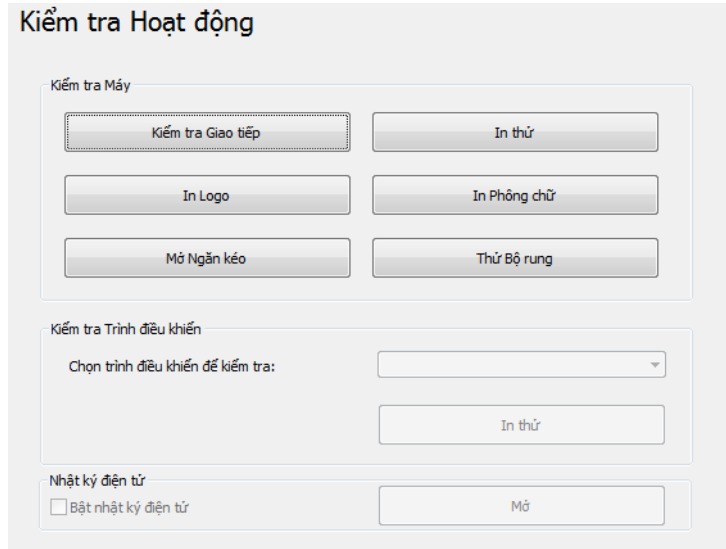 Kiểm tra Hoạt động
Kiểm tra Máy
Kiểm tra Giao tiếp
In thử
In Logo
In Phông chữ
Mở Ngăn kéo
Thử Bộ rung
Kiểm tra Trình điều khiển
Chọn trình điều khiển để kiểm tra:
In thử
Nhật ký điện tử
Bật nhật ký điện tử
Mở